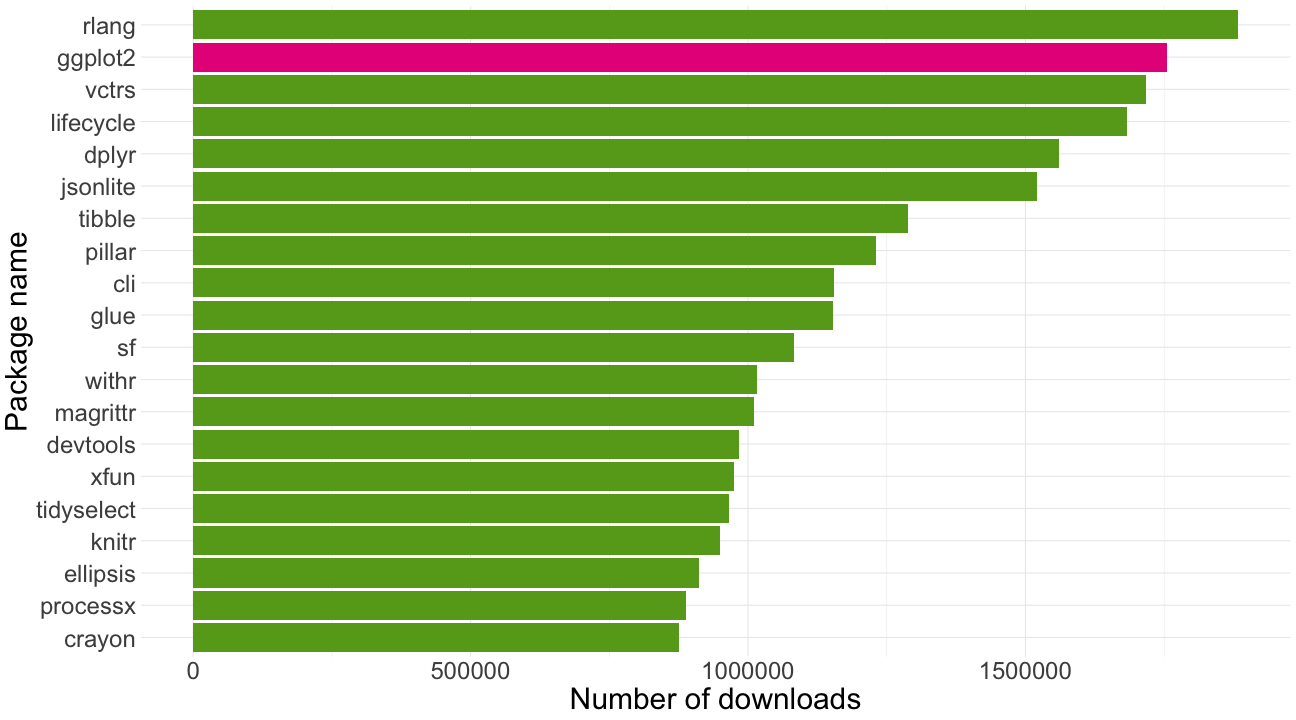 Package name
rlang
ggplot2
vctrs
lifecycle
dplyr
jsonlite
tibble
pillar
cli
glue
sf
withr
magrittr
devtools
xfun
tidyselect
knitr
ellipsis
processx
crayon
0 500000 1000000 1500000
Number of downloads